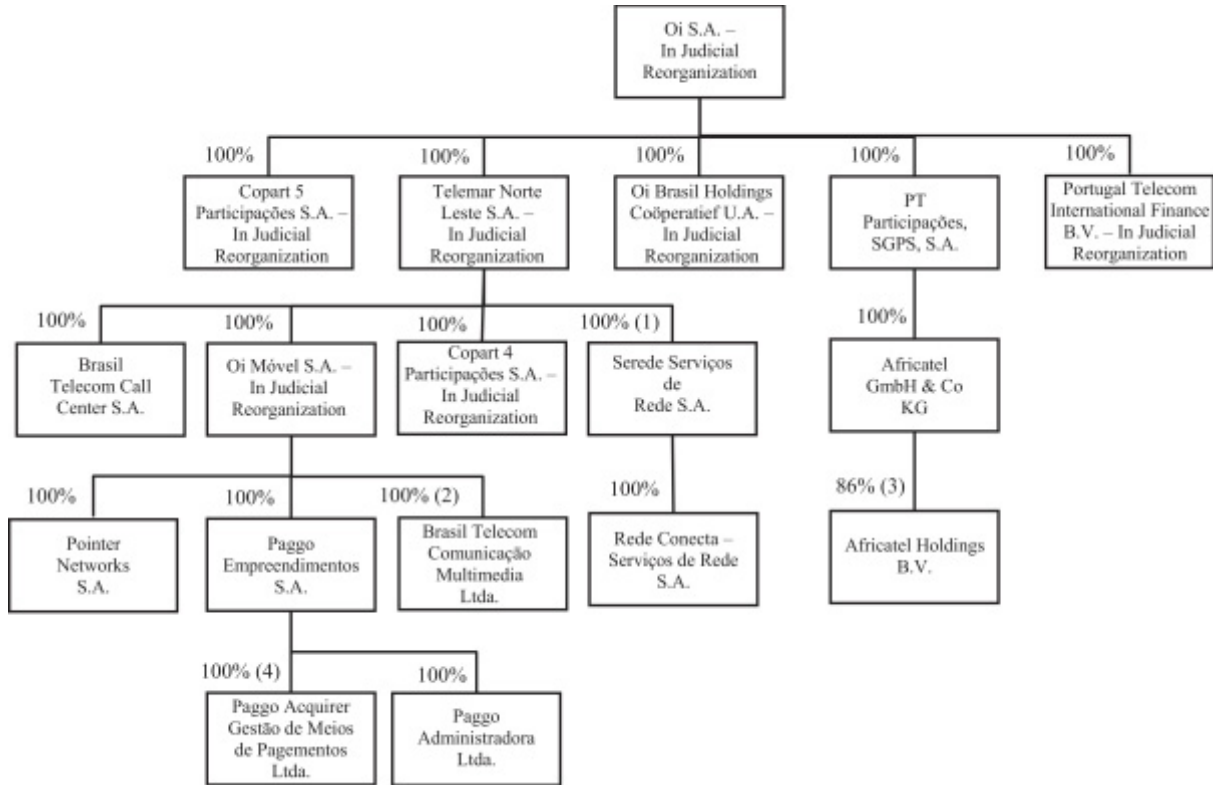 Oi S.A. –
In Judicial
Reorganization
100%
100%
100%
100%
100%
Copart 5
Participações S.A. –
In Judicial
Reorganization
Telemar Norte
Leste S.A. –
In Judicial
Reorganization
Oi Brasil Holdings
Coöperatief U.A. –
In Judicial
Reorganization
PT
Participações,
SGPS, S.A.
Portugal Telecom
International Finance
B.V. – In Judicial
Reorganization
100%
100%
100%
100% (1)
100%
Brasil
Telecom Call
Center S.A.
Oi Móvel S.A. –
In Judicial
Reorganization
Copart 4
Participações S.A. –
In Judicial
Reorganization
Serede Serviços
de
Rede S.A.
Africatel
GmbH & Co
KG
100%
100%
100% (2)
100%
86% (3)
Pointer
Networks
S.A.
Paggo
Empreendimentos
S.A.
Brasil Telecom
Comunicação
Multimedia
Ltda.
Rede Conecta –
Serviços de Rede
S.A.
Africatel Holdings
B.V.
100% (4)
100%
Paggo Acquirer
Gestão de Meios
de Pagementos
Ltda.
Paggo
Administradora
Ltda.